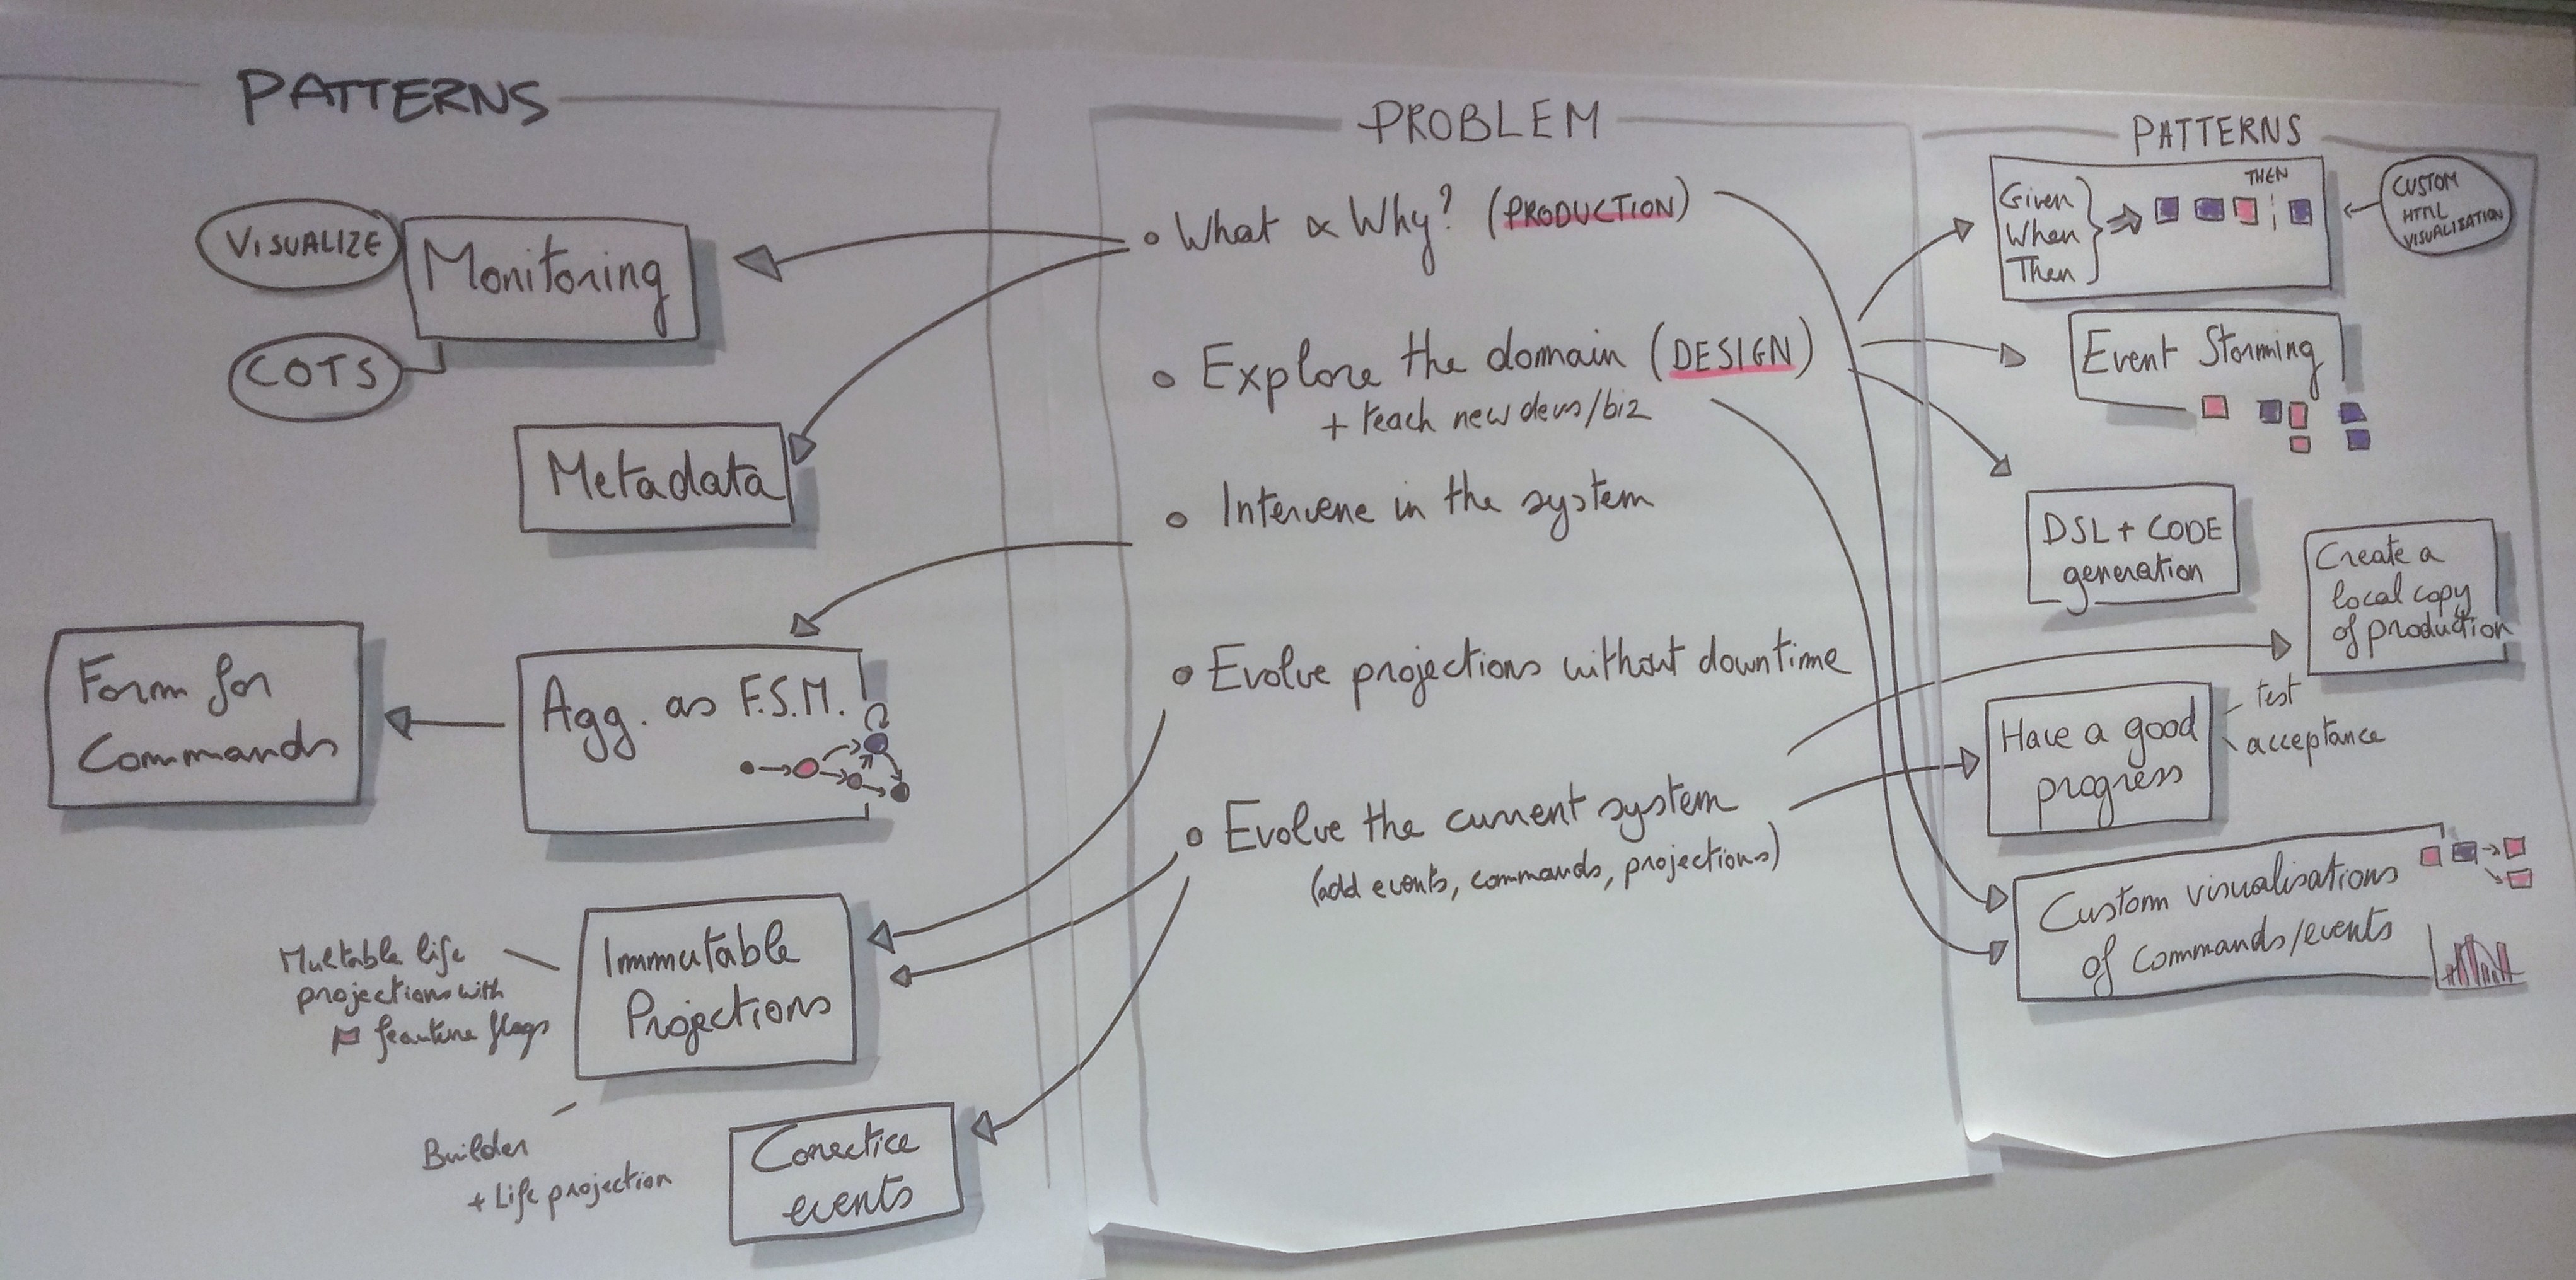 PATTERNS
VISUALIZE
Monitoring
COTS
Metadata
Form for
Commands
Agg. as F.S.M.
Immutable
Projections
Multable life
projections with
feature flags
Builder
+ Life projection
Corrective
events
PROBLEM
What & Why? (PRODUCTION)
Explore the domain (DESIGN)
+ teach new devs/biz
Intervene in the system
Evolve projections without downtime
Evolve the current system
(add events, commands, projections)
PATTERNS
Given
When
Then
THEN
CUSTOM
HTML
VISUALISATION
Event Storming
DSL + CODE
generation
Create a
local copy
of production
Have a good
progress
test
acceptance
Custom visualisations
of Commands/events